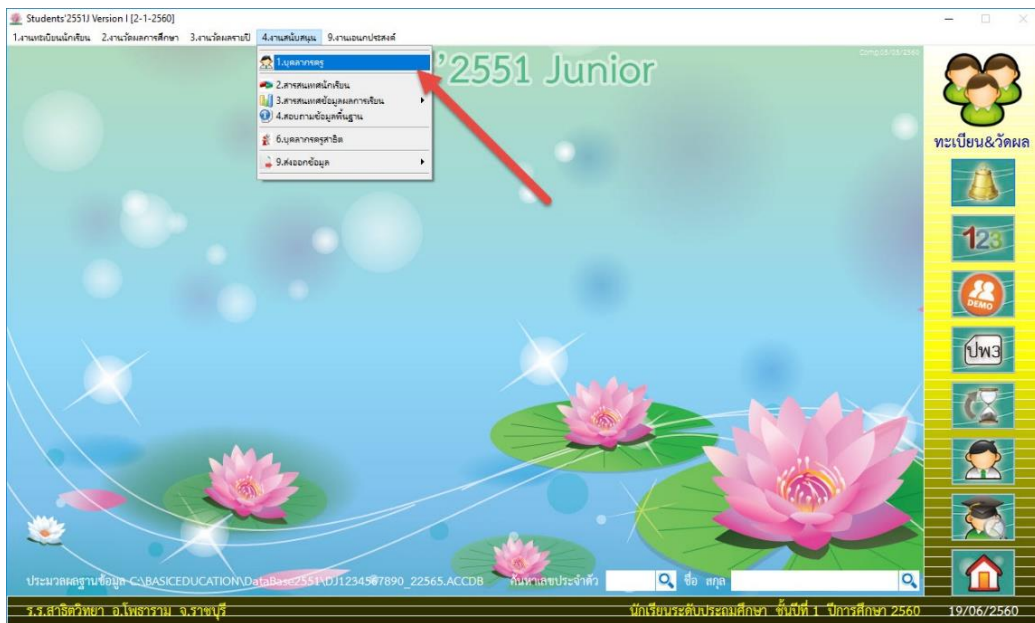 Students'2551J Version I [2-1-2560]
1.งานทะเบียนนักเรียน 2.งานวัดผลการศึกษา 3.งานวัดผลรายปี 4.งานสนับสนุน 9.งานเอนกประสงค์
'2551 Junior
1.บุคลากรครู
2.สารสนเทศนักเรียน
3.สารสนเทศข้อมูลผลการเรียน
4.สอบถามข้อมูลพื้นฐาน
6.บุคลากรครูสาธิต
9.ส่งออกข้อมูล
ทะเบียน&วัดผล
123
DEMO
ปพ3
ประมวลผลฐานข้อมูล C:\BASICEDUCATION\DataBase2551\DJ1234567890_22565.ACCDB ค้นหาเลขประจำตัว ชื่อ สกุล
ร.ร.สาธิตวิทยา อ.โพธาราม จ.ราชบุรี นักเรียนระดับประถมศึกษา ชั้นปีที่ 1 ปีการศึกษา 2560 19/06/2560